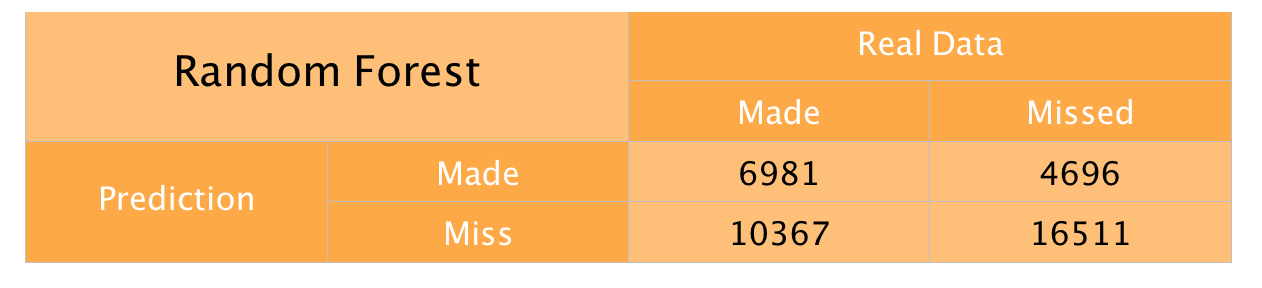 Random Forest
Real Data
Made Missed
Prediction
Made 6981 4696
Miss 10367 16511